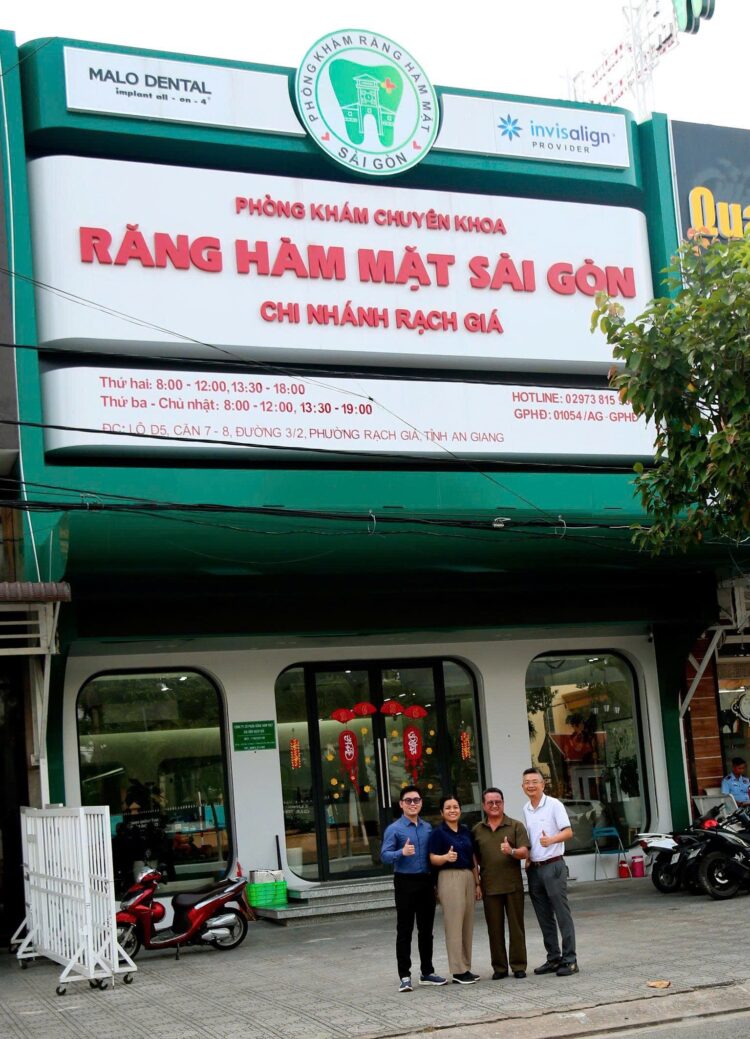 MALO DENTAL
implant all - on - 4
PHÒNG KHÁM RĂNG HÀM MẶT
SÀI GÒN
invisalign
PROVIDER
PHÒNG KHÁM CHUYÊN KHOA
RĂNG HÀM MẶT SÀI GÒN
CHI NHÁNH RẠCH GIÁ
Thứ hai: 8:00 - 12:00, 13:30 - 18:00
Thứ ba - Chủ nhật: 8:00 - 12:00, 13:30 - 19:00
ĐC: LÔ D5, CĂN 7 - 8, ĐƯỜNG 3/2, PHƯỜNG RẠCH GIÁ, TỈNH AN GIANG
HOTLINE: 02973 815
GPHĐ: 01054/AG - GPHĐ
Qua